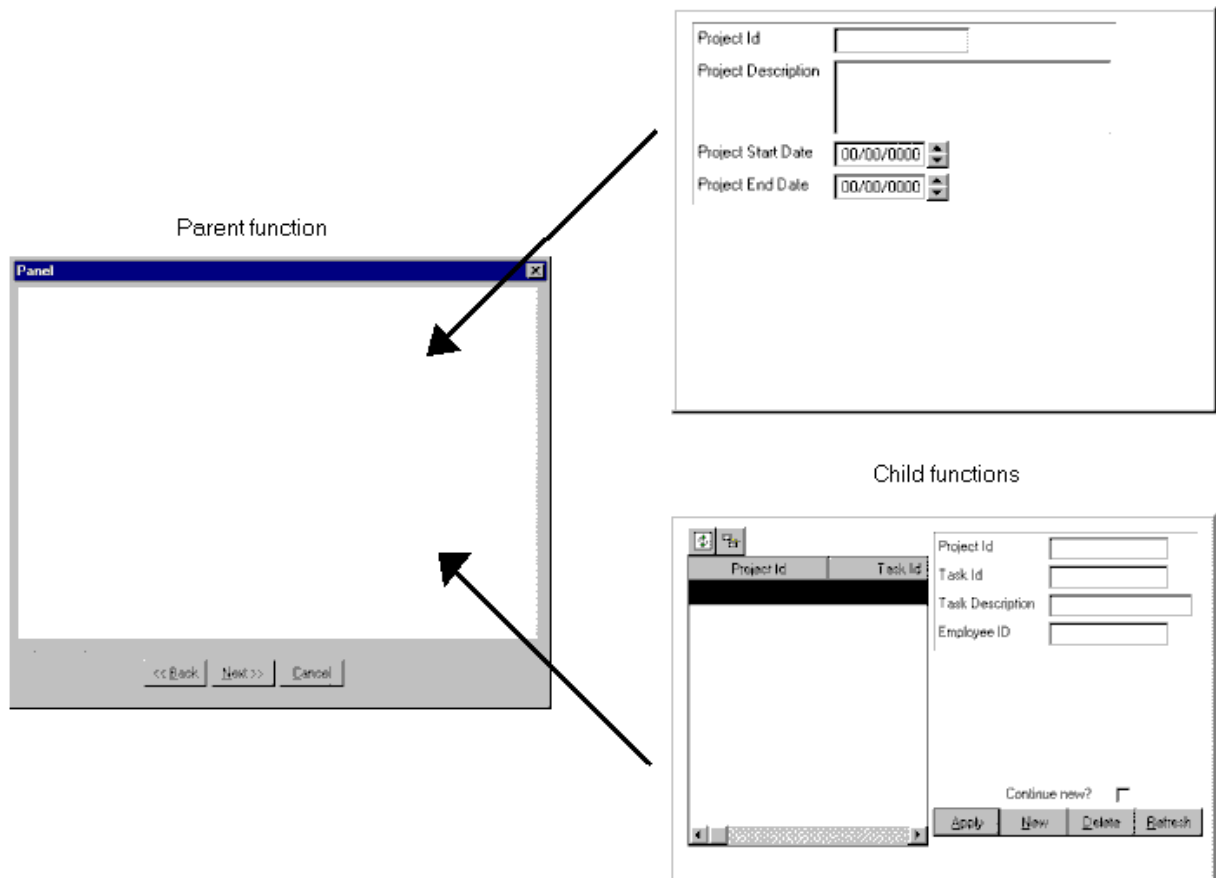 Project Id
Project Description
Project Start Date 00/00/0000
Project End Date 00/00/0000
Parent function
Panel
<< Back Next >> Cancel
Child functions
Project Id Task Id
Project Id
Task Id
Task Description
Employee ID
Continue new?
Apply New Delete Refresh